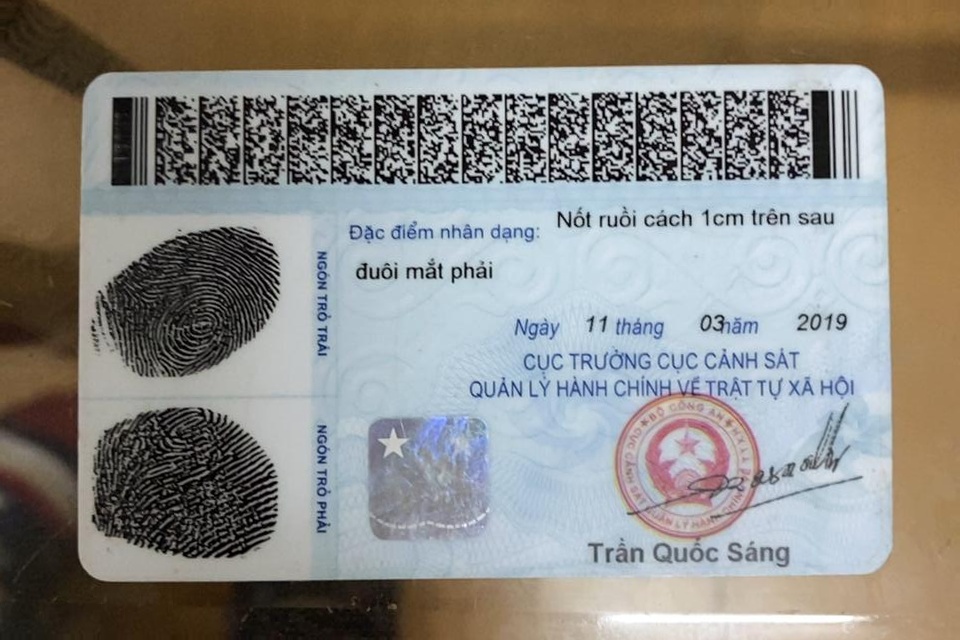 Đặc điểm nhân dạng: Nốt ruồi cách 1cm trên sau
đuôi mắt phải
NGÓN TRỎ TRÁI
Ngày 11 tháng 03 năm 2019
CỤC TRƯỞNG CỤC CẢNH SÁT
QUẢN LÝ HÀNH CHÍNH VỀ TRẬT TỰ XÃ HỘI
NGÓN TRỎ PHẢI
BỘ CÔNG AN
Trần Quốc Sáng